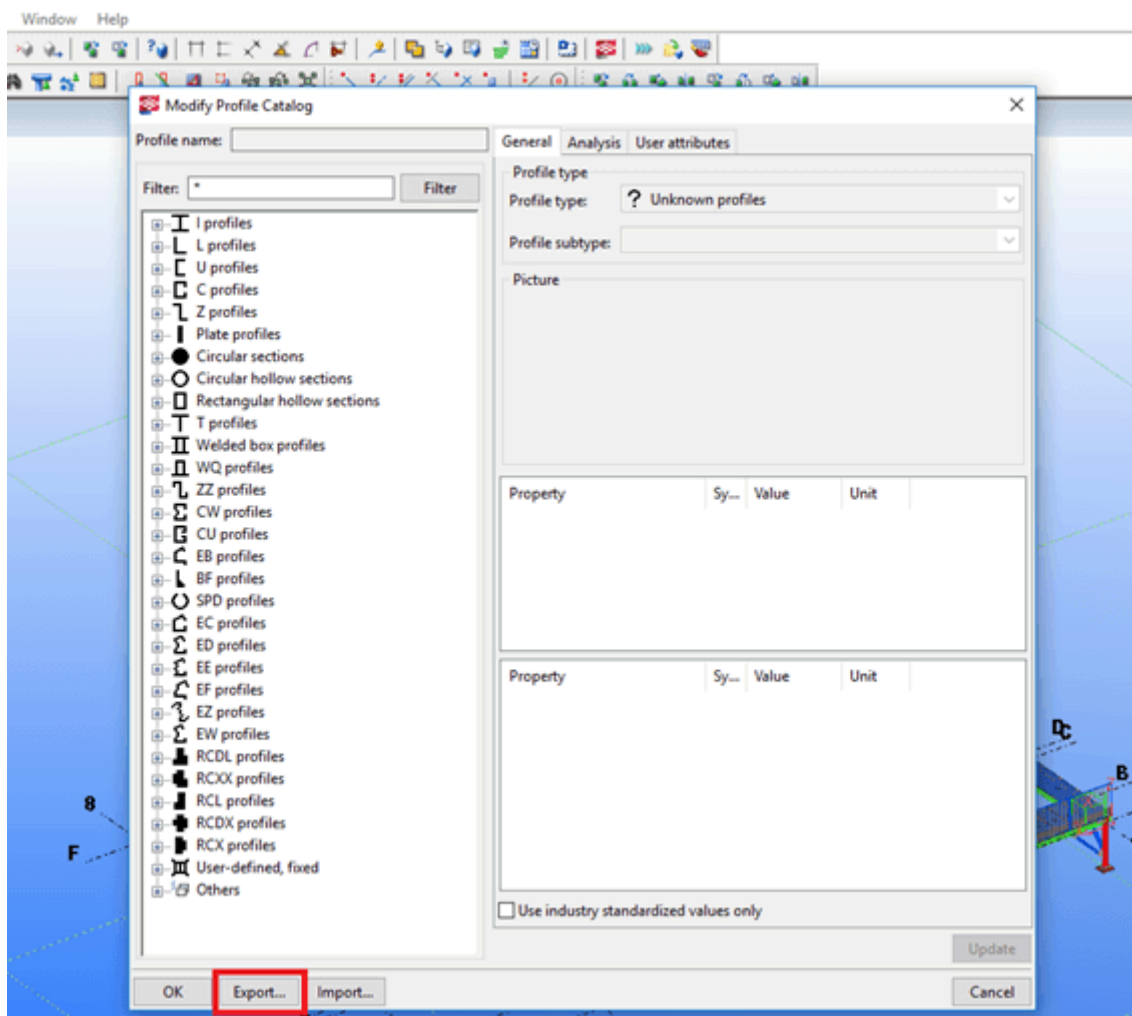 Window Help
Modify Profile Catalog
Profile name:
Filter: * Filter
I profiles
L profiles
U profiles
C profiles
Z profiles
Plate profiles
Circular sections
Circular hollow sections
Rectangular hollow sections
T profiles
Welded box profiles
WQ profiles
ZZ profiles
CW profiles
CU profiles
EB profiles
BF profiles
SPD profiles
EC profiles
ED profiles
EE profiles
EF profiles
EZ profiles
EW profiles
RCDL profiles
RCXX profiles
RCL profiles
RCDX profiles
RCX profiles
User-defined, fixed
Others
General Analysis User attributes
Profile type
Profile type: ? Unknown profiles
Profile subtype:
Picture
Property Sy... Value Unit
Property Sy... Value Unit
Use industry standardized values only
Update
OK Export... Import... Cancel
8
F
D C
B